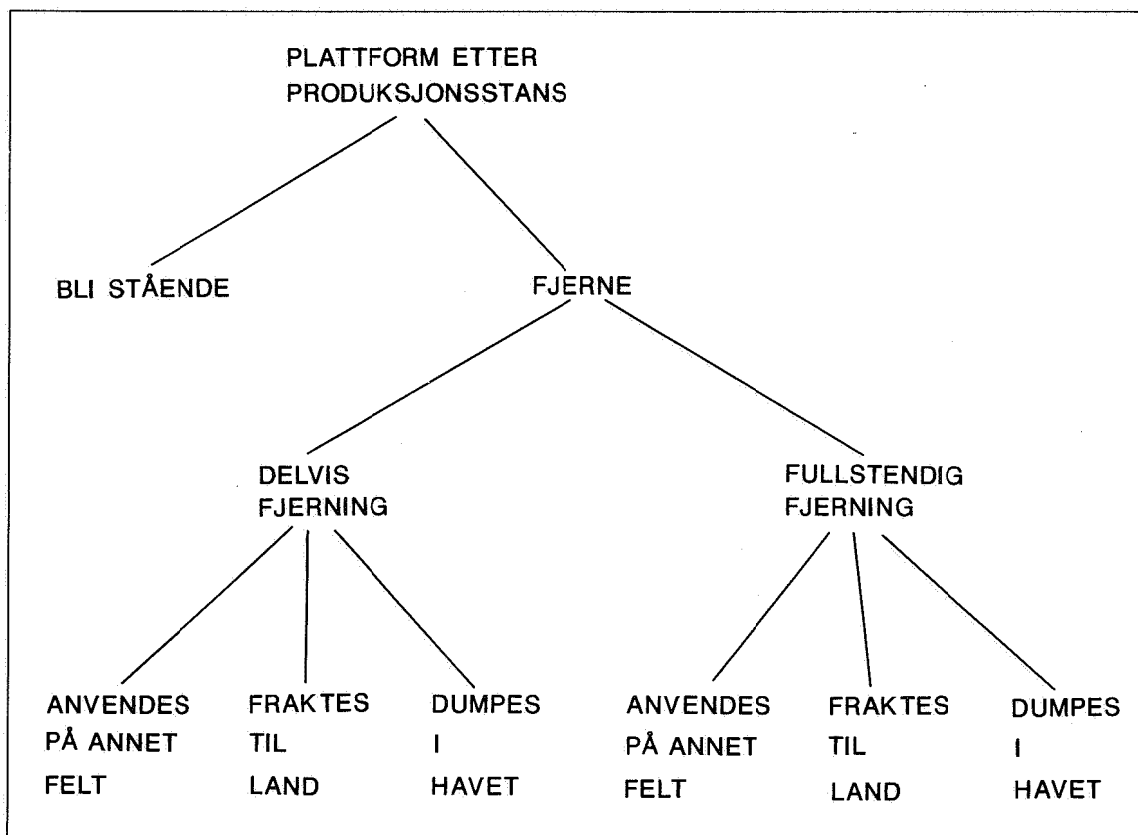 PLATTFORM ETTER
PRODUKSJONSSTANS
BLI STÅENDE
FJERNE
DELVIS
FJERNING
FULLSTENDIG
FJERNING
ANVENDES
PÅ ANNET
FELT
FRAKTES
TIL
LAND
DUMPES
I
HAVET
ANVENDES
PÅ ANNET
FELT
FRAKTES
TIL
LAND
DUMPES
I
HAVET